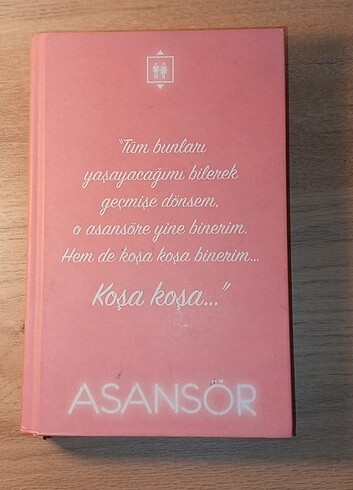 "Tüm bunları
yaşayacağımı bilerek
geçmişe dönsem,
o asansöre yine binerim.
Hem de koşa koşa binerim...
Koşa koşa..."
ASANSÖR